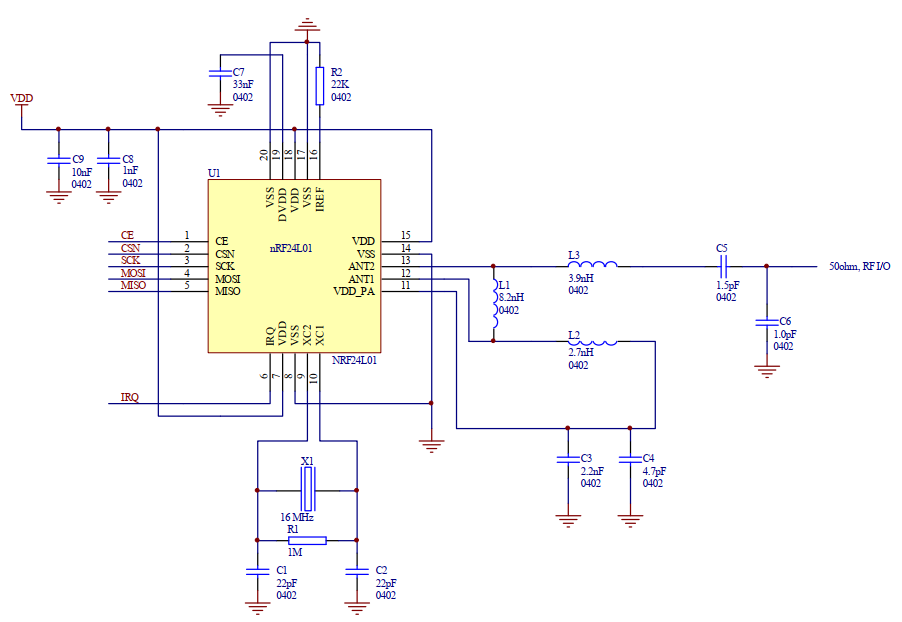 C7
33nF
0402
R2
22K
0402
VDD
C9
10nF
0402
C8
1nF
0402
20
19
18
17
16
U1
VSS
DVDD
VDD
VSS
IREF
CE
CSN
SCK
MOSI
MISO
1
2
3
4
5
CE
CSN
SCK
MOSI
MISO
nRF24L01
VDD
VSS
ANT2
ANT1
VDD_PA
15
14
13
12
11
IRQ
VDD
VSS
XC2
XC1
NRF24L01
6
7
8
9
10
IRQ
L3
3.9nH
0402
L1
8.2nH
0402
L2
2.7nH
0402
C5
1.5pF
0402
50ohm, RF I/O
C6
1.0pF
0402
C3
2.2nF
0402
C4
4.7pF
0402
X1
16 MHz
R1
1M
C1
22pF
0402
C2
22pF
0402